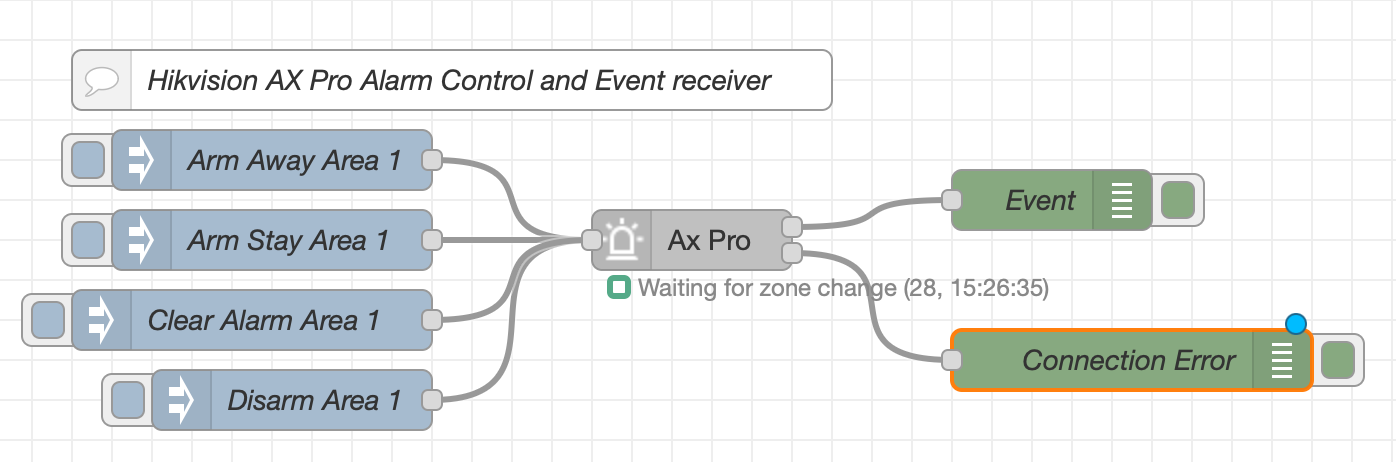 Hikvision AX Pro Alarm Control and Event receiver
Arm Away Area 1
Arm Stay Area 1
Clear Alarm Area 1
Disarm Area 1
Ax Pro
Waiting for zone change (28, 15:26:35)
Event
Connection Error